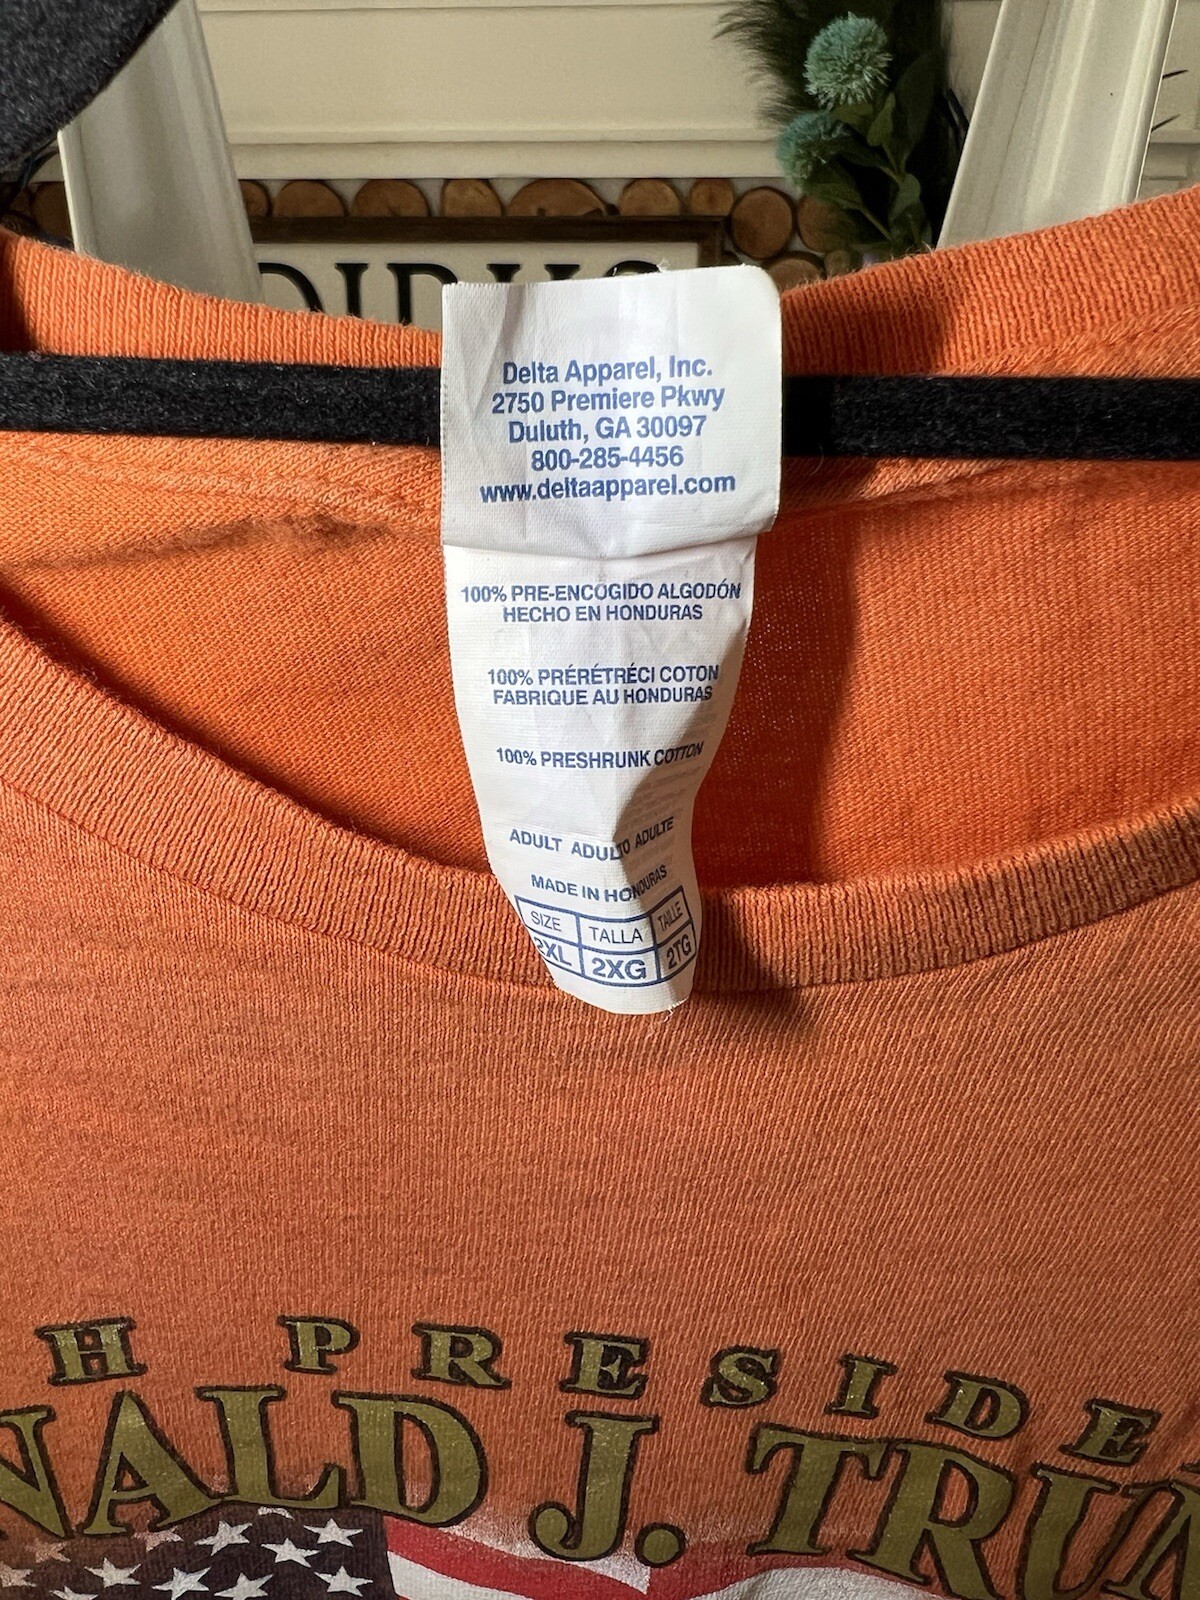 Delta Apparel, Inc.
2750 Premiere Pkwy
Duluth, GA 30097
800-285-4456
www.deltaapparel.com
100% PRE-ENCOGIDO ALGODÓN
HECHO EN HONDURAS
100% PRÉRÉTRÉCI COTON
FABRIQUE AU HONDURAS
100% PRESHRUNK COTTON
ADULT ADULTO ADULTE
MADE IN HONDURAS
SIZE TALLA TAILLE
2XL 2XG 2TG
H PRESIDE
NALD J. TRUM